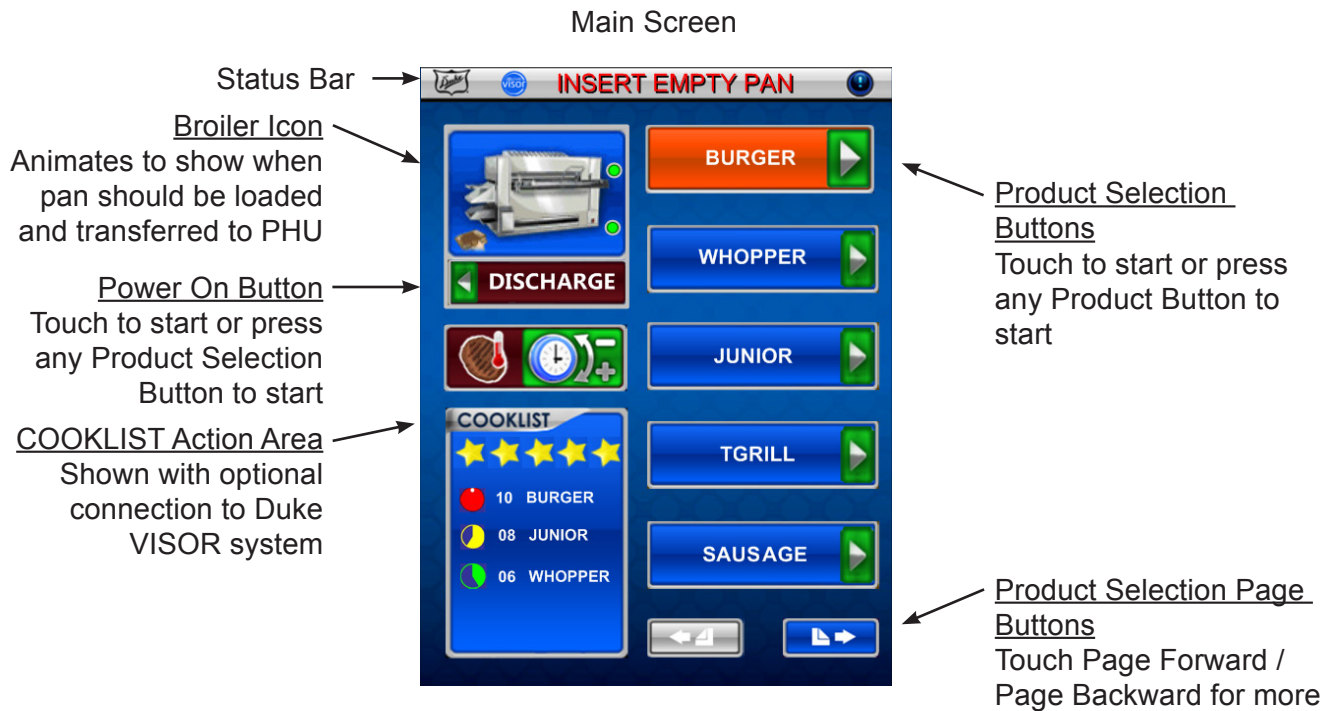 Main Screen
Status Bar
Duke
visor
INSERT EMPTY PAN
Broiler Icon
Animates to show when
pan should be loaded
and transferred to PHU
Power On Button
Touch to start or press
any Product Selection
Button to start
COOKLIST Action Area
Shown with optional
connection to Duke
VISOR system
DISCHARGE
COOKLIST
10 BURGER
08 JUNIOR
06 WHOPPER
BURGER
WHOPPER
JUNIOR
TGRILL
SAUSAGE
Product Selection
Buttons
Touch to start or press
any Product Button to
start
Product Selection Page
Buttons
Touch Page Forward /
Page Backward for more